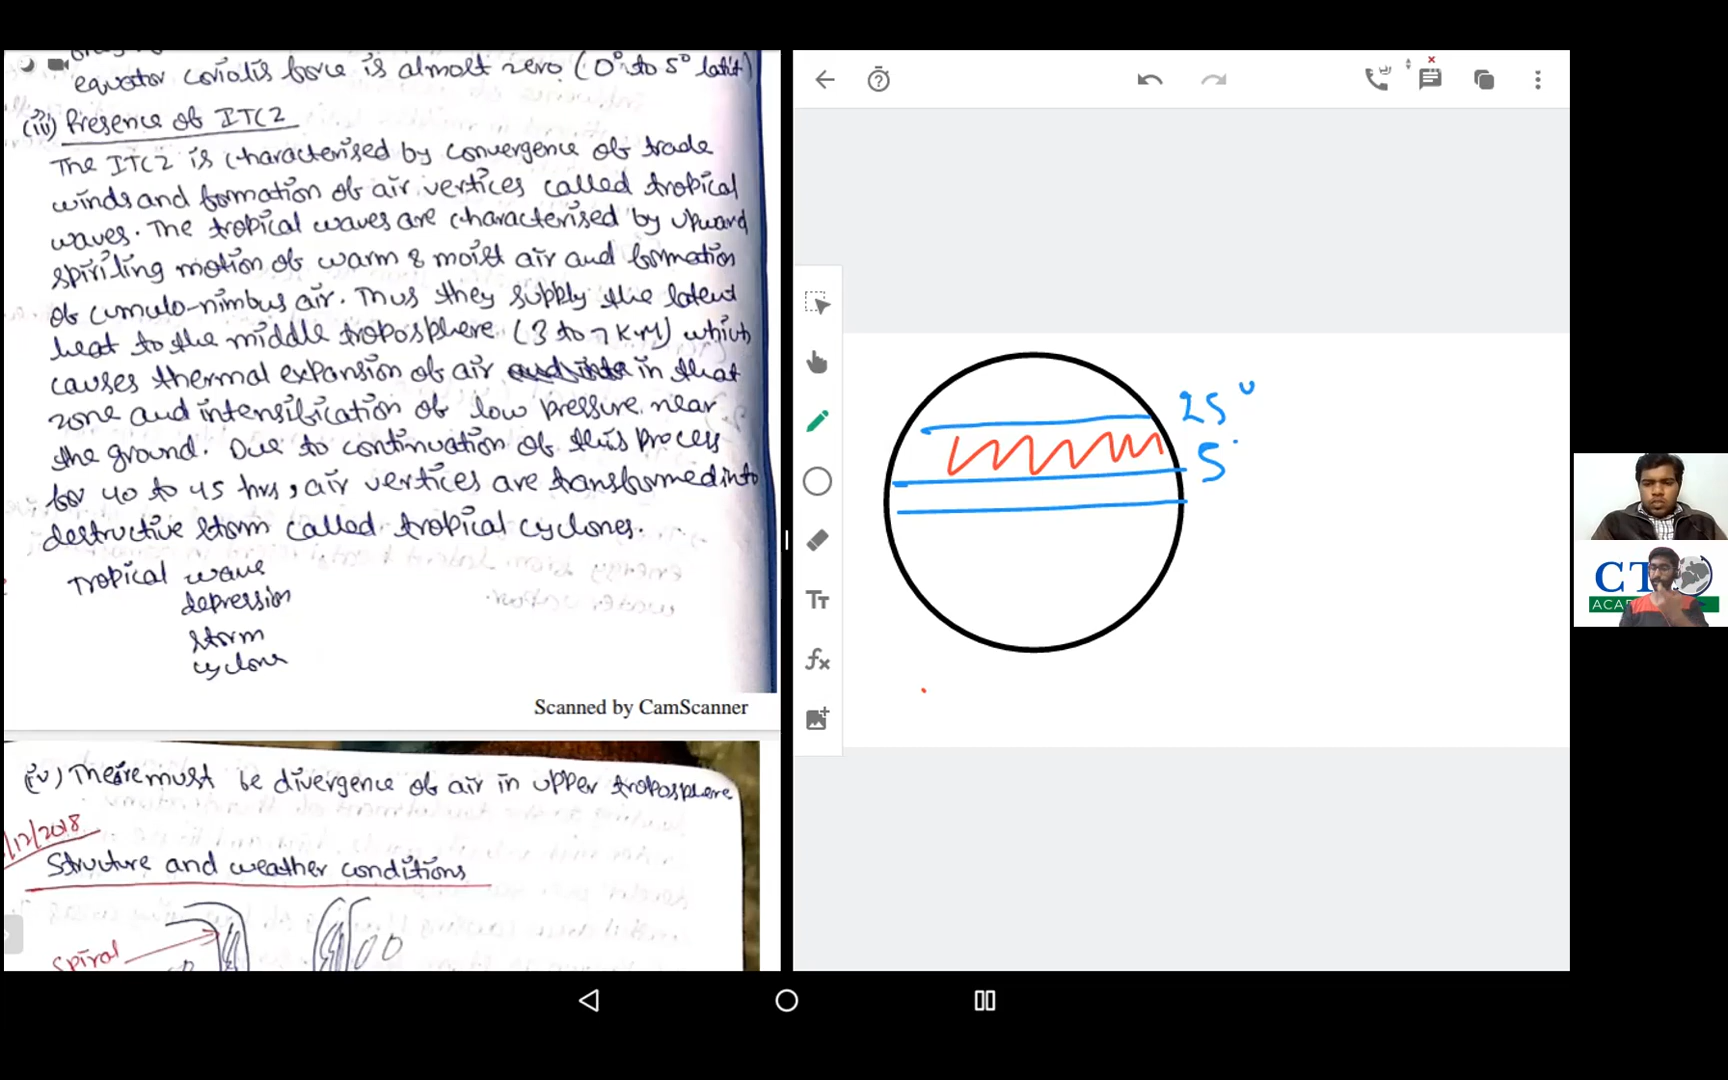 equator coriolis force is almost zero (0° to 5° latit)
(iii) Presence of ITCZ
The ITCZ is characterised by convergence of trade
winds and formation of air vertices called tropical
waves. The tropical waves are characterised by upward
spiriling motion of warm & moist air and formation
of cumulo-nimbus air. Thus they supply the latent
heat to the middle troposphere (3 to 7 KM) which
causes thermal expansion of air in that
zone and intensification of low pressure near
the ground. Due to continuation of this process
for 40 to 45 hrs, air vertices are transformed into
destructive storm called tropical cyclones.
Tropical wave
depression
storm
cyclone
Scanned by CamScanner
(iv) There must be divergence of air in upper troposphere
/12/2018
Structure and weather conditions
Spiral
25°
5°
Tт
fx
CT
ACA